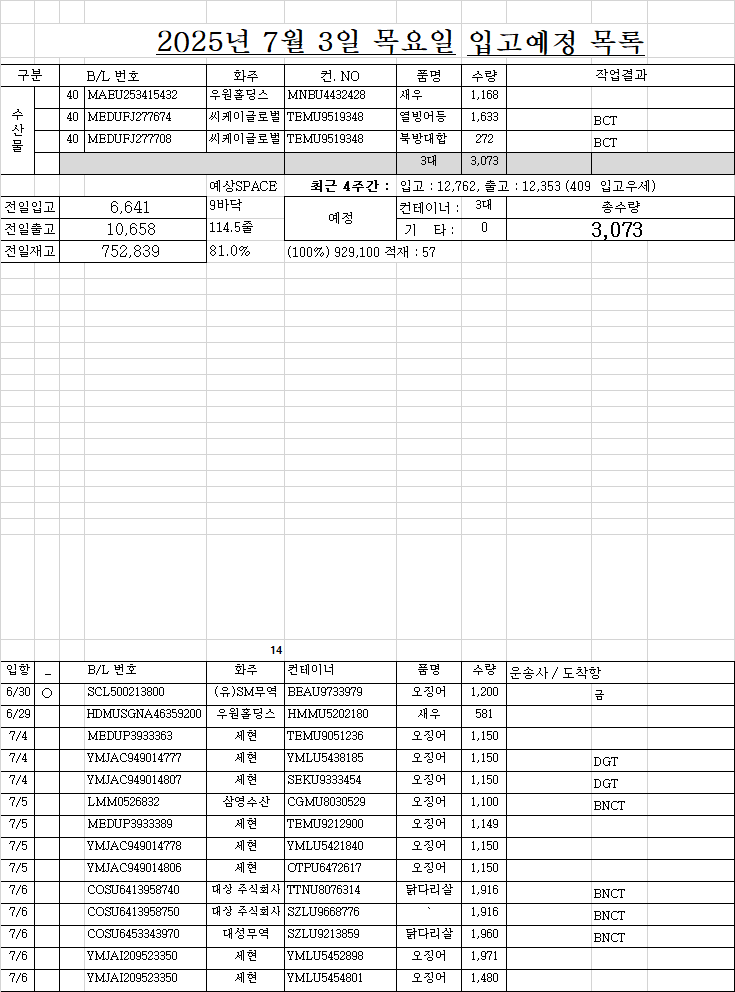 2025년 7월 3일 목요일 입고예정 목록
구분 B/L 번호 화주 컨. NO 품명 수량 작업결과
수산물
40 MAEU253415432 우원홀딩스 MNBU4432428 새우 1,168
40 MEDUFJ277674 씨케이글로벌 TEMU9519348 열빙어등 1,633 BCT
40 MEDUFJ277708 씨케이글로벌 TEMU9519348 북방대합 272 BCT
3대 3,073
예상SPACE 최근 4주간 : 입고 : 12,762, 출고 : 12,353 (409 입고우세)
전일입고 6,641 9바닥 예정 컨테이너 : 3대 총수량
전일출고 10,658 114.5줄 기 타 : 0 3,073
전일재고 752,839 81.0% (100%) 929,100 적재 : 57
14
입항 _ B/L 번호 화주 컨테이너 품명 수량 운송사 / 도착항
6/30 ○ SCL500213800 (유)SM무역 BEAU9733979 오징어 1,200 금
6/29 HDMUSGNA46359200 우원홀딩스 HMMU5202180 새우 581
7/4 MEDUP3933363 세현 TEMU9051236 오징어 1,150
7/4 YMJAC949014777 세현 YMLU5438185 오징어 1,150 DGT
7/4 YMJAC949014807 세현 SEKU9333454 오징어 1,150 DGT
7/5 LMM0526832 삼영수산 CGMU8030529 오징어 1,100 BNCT
7/5 MEDUP3933389 세현 TEMU9212900 오징어 1,149
7/5 YMJAC949014778 세현 YMLU5421840 오징어 1,150
7/5 YMJAC949014806 세현 OTPU6472617 오징어 1,150
7/6 COSU6413958740 대상 주식회사 TTNU8076314 닭다리살 1,916 BNCT
7/6 COSU6413958750 대상 주식회사 SZLU9668776 ` 1,916 BNCT
7/6 COSU6453343970 대성무역 SZLU9213859 닭다리살 1,960 BNCT
7/6 YMJAI209523350 세현 YMLU5452898 오징어 1,971
7/6 YMJAI209523350 세현 YMLU5454801 오징어 1,480